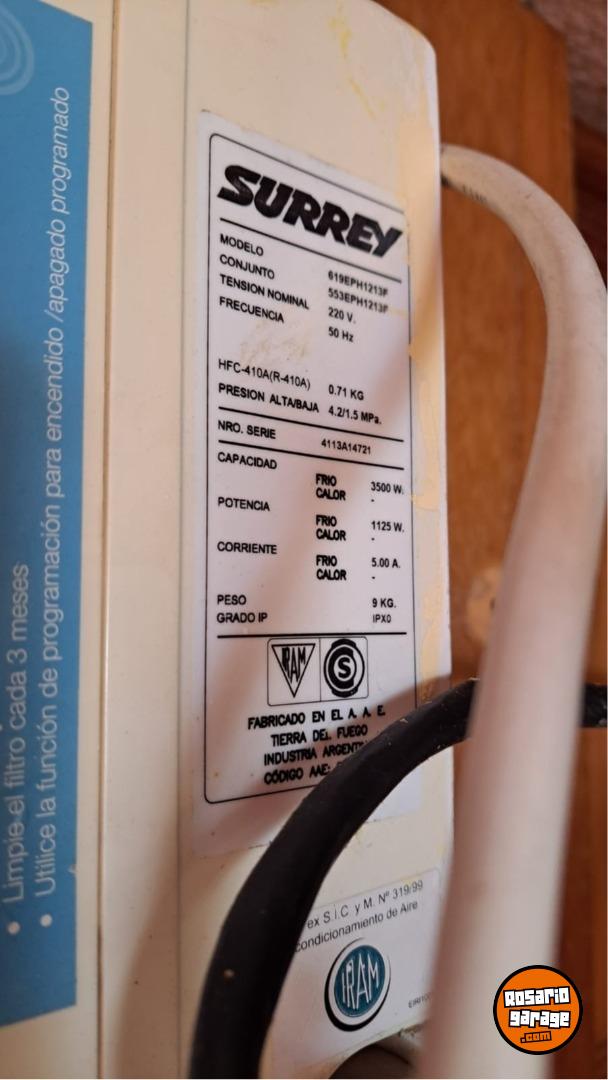 • Limpie el filtro cada 3 meses
• Utilice la función de programación para encendido /apagado programado
SURREY
MODELO 619EPH1213F
CONJUNTO 553EPH1213F
TENSION NOMINAL 220 V.
FRECUENCIA 50 Hz
HFC-410A(R-410A) 0.71 KG
PRESION ALTA/BAJA 4.2/1.5 MPa.
NRO. SERIE 4113A14721
CAPACIDAD
FRIO 3500 W.
CALOR -
POTENCIA
FRIO 1125 W.
CALOR -
CORRIENTE
FRIO 5.00 A.
CALOR -
PESO 9 KG.
GRADO IP IPX0
IRAM S
FABRICADO EN EL A. A. E.
TIERRA DEL FUEGO
INDUSTRIA ARGENTI
CÓDIGO AAE:
ex S.I.C y M. Nº 319/99
condicionamiento de Aire
IRAM
Rosario
garage
.com